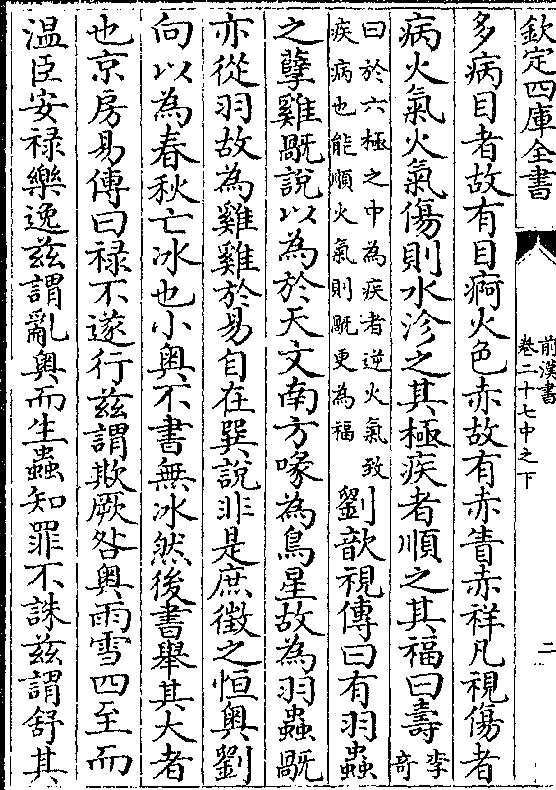 欽定四庫全書
前漢書
卷二十七中之下
二
多病目者故有目痾火色赤故有赤眚赤祥凡視傷者
病火氣火氣傷則水沴之其極疾者順之其福曰壽李奇
曰於六極之中為疾者逆火氣致
疾病也能順火氣則旤更為福
劉歆視傳曰有羽蟲
之孽雞旤說以為於天文南方喙為鳥星故為羽蟲旤
亦從羽故為雞雞於易自在巽說非是庶徵之恒奧劉
向以為春秋亡冰也小奥不書無冰然後書舉其大者
也京房易傳曰祿不遂行茲謂欺厥咎奥雨雪四至而
温臣安祿樂逸茲謂亂奥而生蟲知罪不誅茲謂舒其